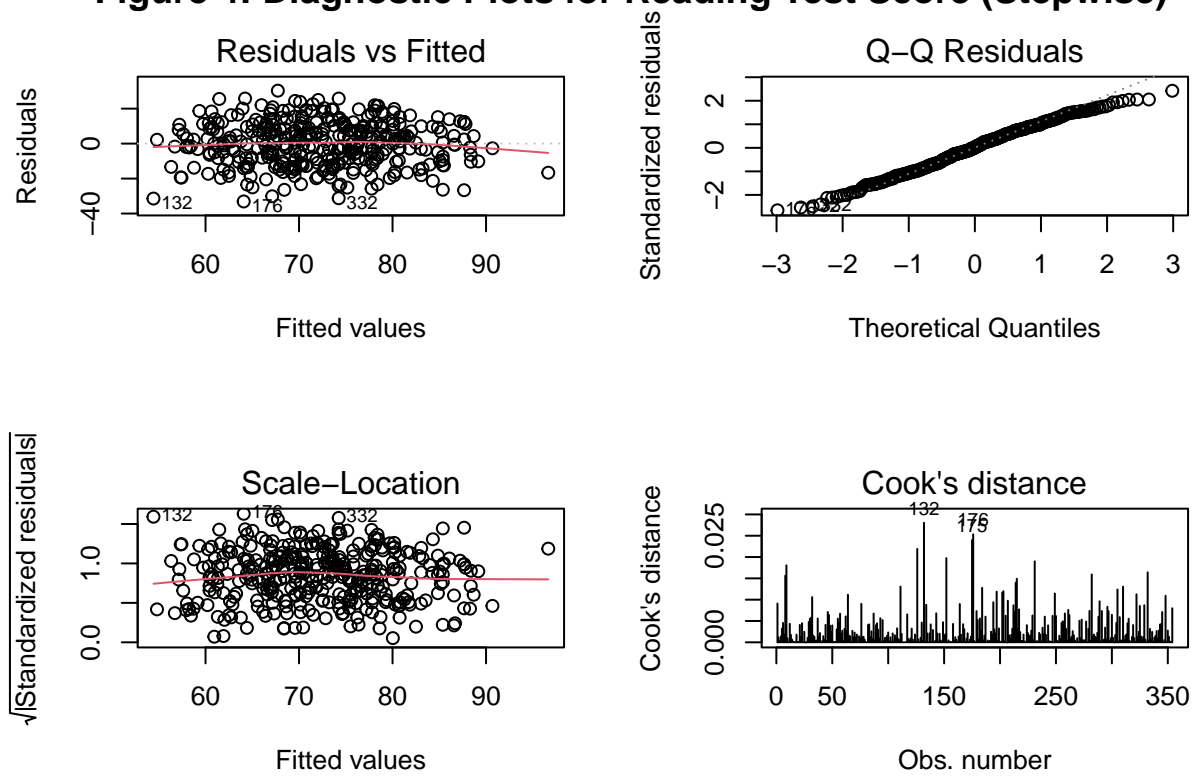 Figure 4: Diagnostic Plots for Reading Test Score (Stepwise)
Residuals vs Fitted
Residuals
0
−40
132
176
332
60 70 80 90
Fitted values
Q−Q Residuals
Standardized residuals
2
0
−2
176
132
332
−3 −2 −1 0 1 2 3
Theoretical Quantiles
Scale−Location
√|Standardized residuals|
1.0
0.0
132
176
332
60 70 80 90
Fitted values
Cook's distance
Cook's distance
0.025
0.000
132
176
175
0 50 150 250 350
Obs. number